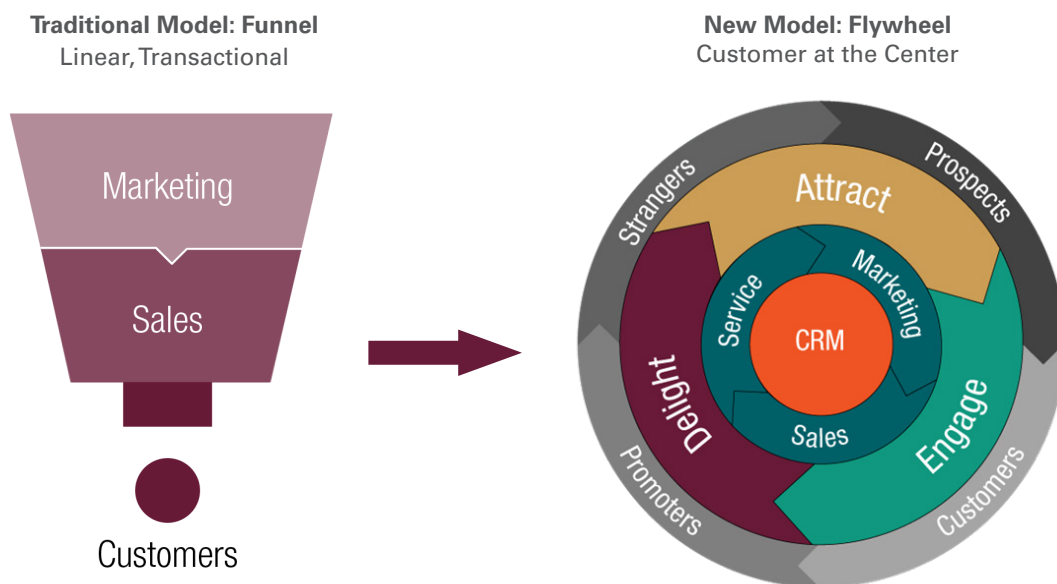 Traditional Model: Funnel
Linear, Transactional
Marketing
Sales
Customers
New Model: Flywheel
Customer at the Center
Strangers
Prospects
Customers
Promoters
Attract
Engage
Delight
Service
Marketing
Sales
CRM